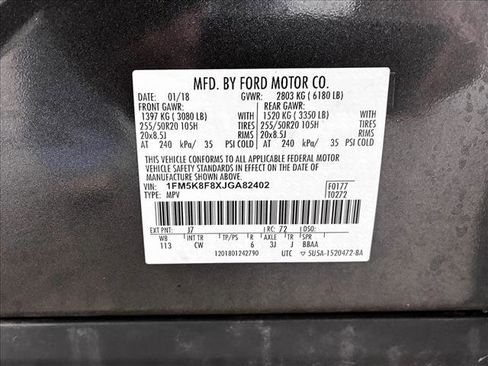 MFD. BY FORD MOTOR CO.
DATE: 01/18 GVWR: 2803 KG ( 6180 LB)
FRONT GAWR: REAR GAWR:
1397 KG ( 3080 LB) WITH 1520 KG ( 3350 LB) WITH
255/50R20 105H TIRES 255/50R20 105H TIRES
20x8.5J RIMS 20x8.5J RIMS
AT 240 kPa/ 35 PSI COLD AT 240 kPa/ 35 PSI COLD
THIS VEHICLE CONFORMS TO ALL APPLICABLE FEDERAL MOTOR
VEHICLE SAFETY STANDARDS IN EFFECT ON THE DATE OF
MANUFACTURE SHOWN ABOVE.
VIN: 1FM5K8F8XJGA82402 F0177
TYPE: MPV T0272
EXT PNT: J7 RC: 72 DSO:
WB INT TR TP/PS R AXLE TR SPR
113 CW 6 3J J BBAA
1201801242790 UTC 5U5A-1520472-BA